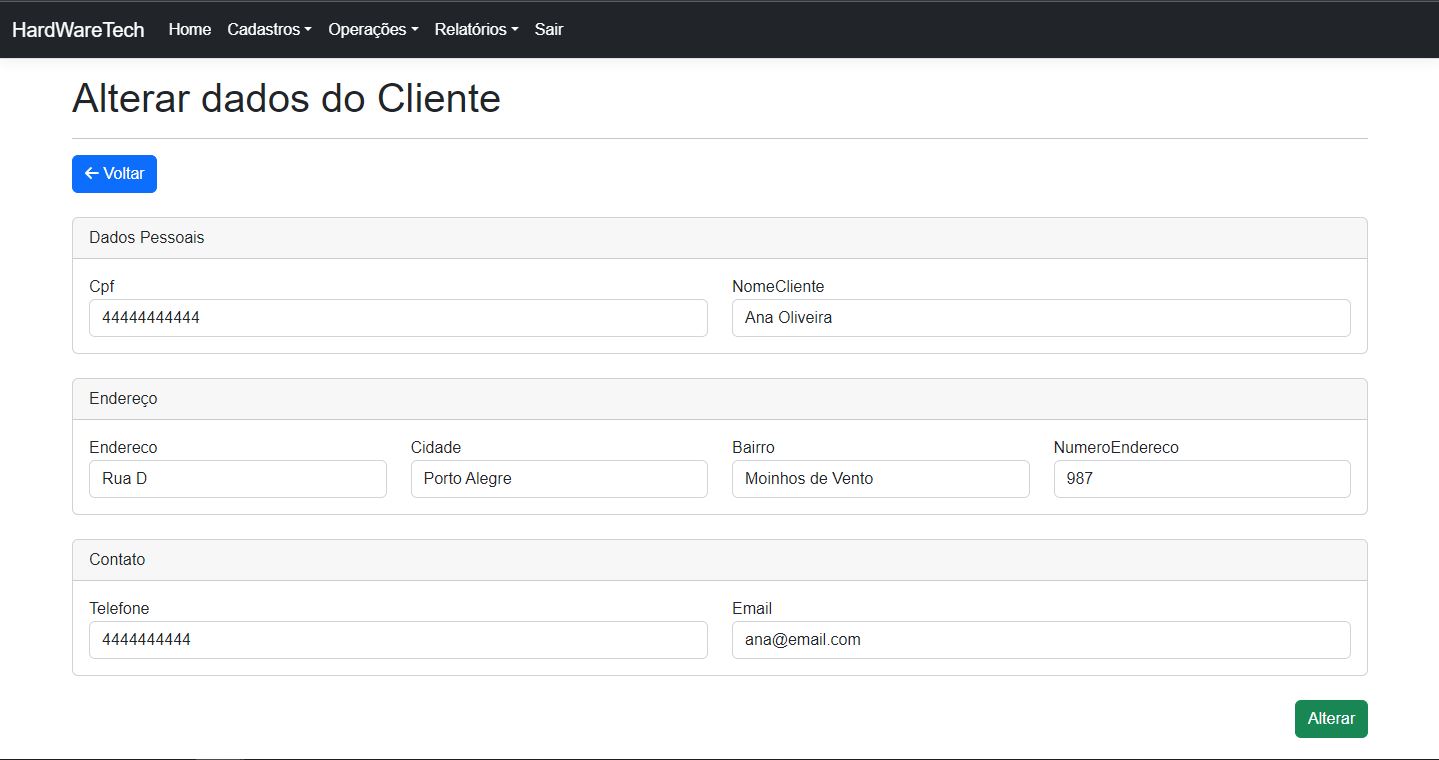 HardWareTech Home Cadastros Operações Relatórios Sair
Alterar dados do Cliente
Voltar
Dados Pessoais
Cpf NomeCliente
44444444444 Ana Oliveira
Endereço
Endereco Cidade Bairro NumeroEndereco
Rua D Porto Alegre Moinhos de Vento 987
Contato
Telefone Email
4444444444 ana@email.com
Alterar